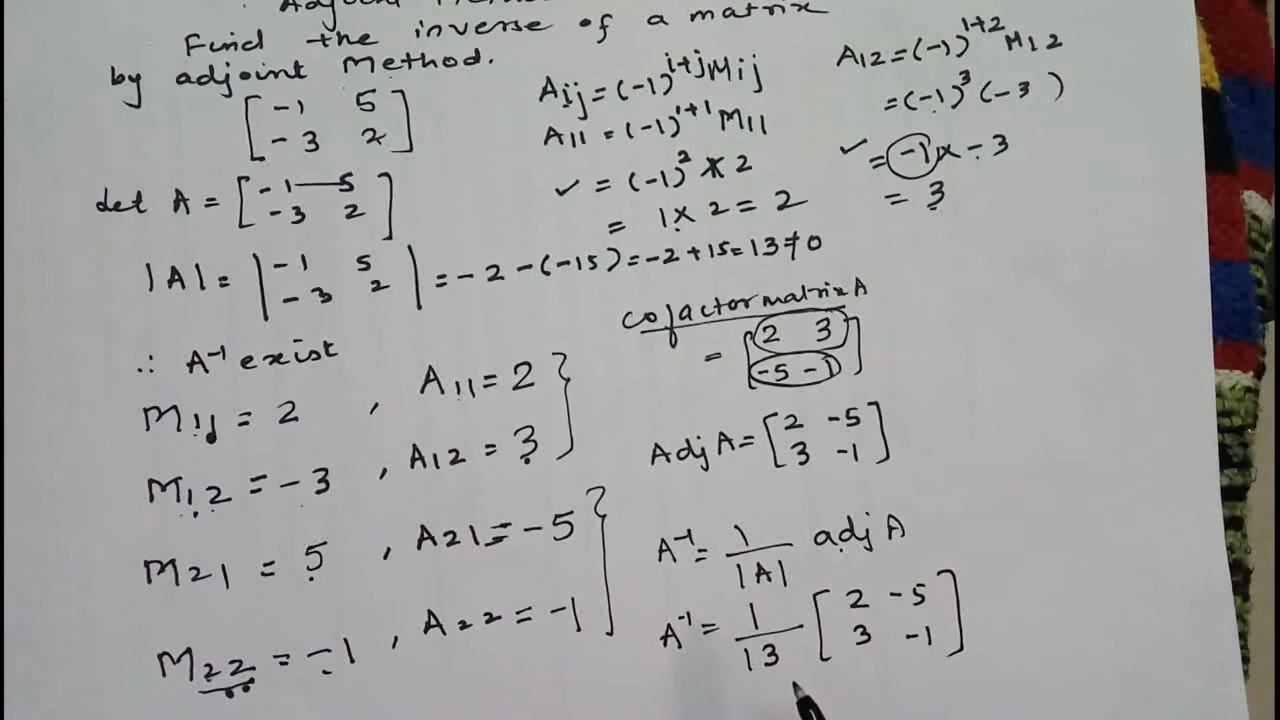 Adjoint
Find the inverse of a matrix
by adjoint Method.
[-1 5
-3 2]
det A = [-1 5
-3 2]
|A| = |-1 5
-3 2| = -2-(-15) = -2+15 = 13≠0
∴ A⁻¹ exist
M11 = 2 , A11 = 2
M12 = -3 , A12 = 3
M21 = 5 , A21 = -5
M22 = -1 , A22 = -1
Aij = (-1)^i+j Mij
A11 = (-1)^1+1 M11
✓ = (-1)² × 2
= 1 × 2 = 2
A12 = (-1)^1+2 M12
= (-1)³ (-3)
✓ = -1 × -3
= 3
cofactor matrix A
= [2 3
-5 -1]
Adj A = [2 -5
3 -1]
A⁻¹ = 1/|A| adj A
A⁻¹ = 1/13 [2 -5
3 -1]